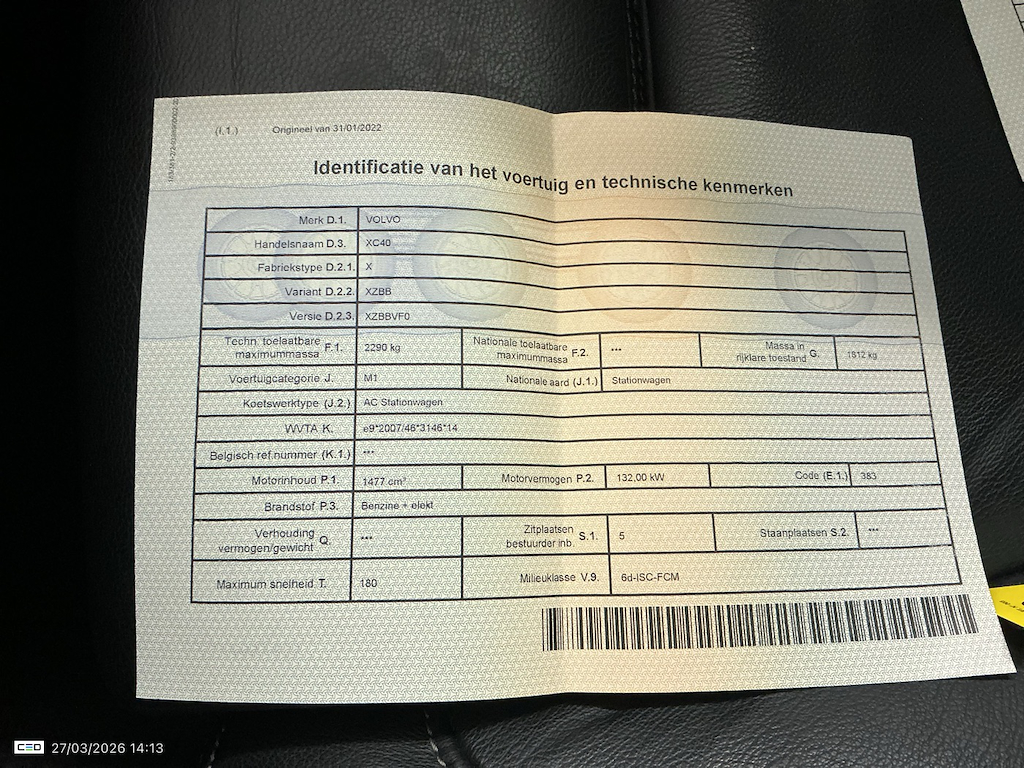 (I.1.) Origineel van 31/01/2022
Identificatie van het voertuig en technische kenmerken
Merk D.1. VOLVO
Handelsnaam D.3. XC40
Fabriekstype D.2.1. X
Variant D.2.2. XZBB
Versie D.2.3. XZBBVF0
Techn. toelaatbare maximummassa F.1. 2290 kg Nationale toelaatbare maximummassa F.2. *** Massa in rijklare toestand G. 1812 kg
Voertuigcategorie J. M1 Nationale aard (J.1.) Stationwagen
Koetswerktype (J.2.) AC Stationwagen
WVTA K. e9*2007/46*3146*14
Belgisch ref.nummer (K.1.) ***
Motorinhoud P.1. 1477 cm³ Motorvermogen P.2. 132,00 kW Code (E.1.) 383
Brandstof P.3. Benzine + elekt
Verhouding vermogen/gewicht Q. *** Zitplaatsen bestuurder inb. S.1. 5 Staanplaatsen S.2. ***
Maximum snelheid T. 180 Milieuklasse V.9. 6d-ISC-FCM
CEO 27/03/2026 14:13